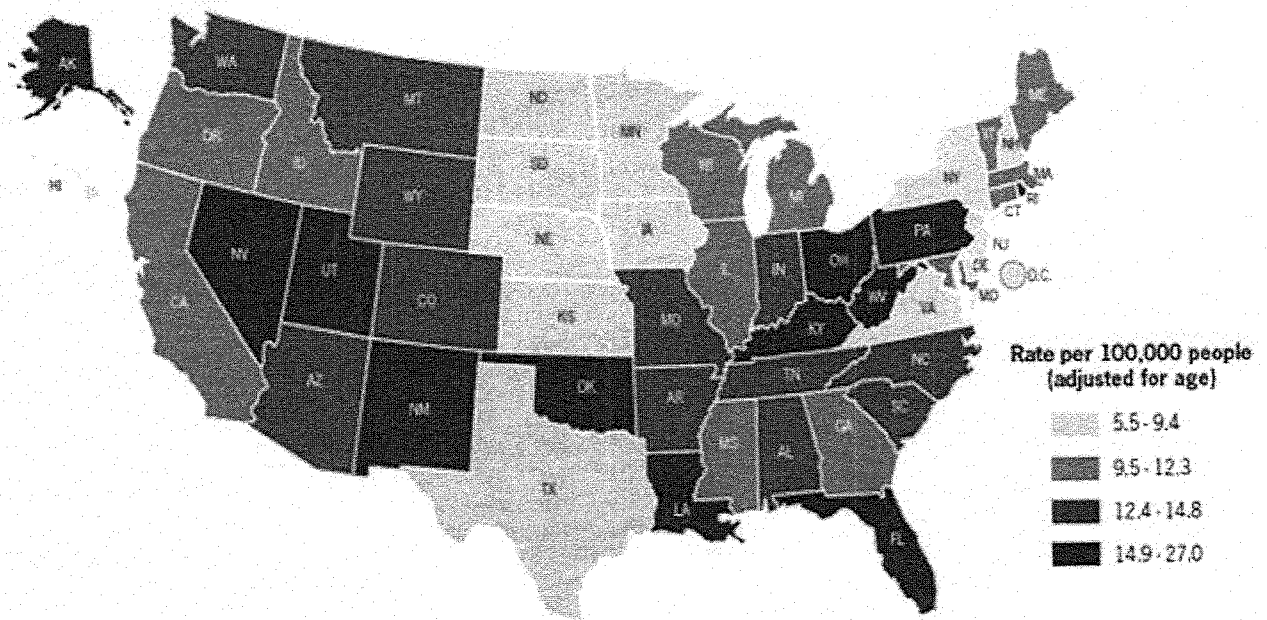 AK
WA
MT
ND
MN
ME
OR
ID
SD
WI
VT
NH
WY
MI
NY
MA
HI
RI
CT
NE
IA
PA
NV
UT
NJ
OH
IN
IL
DE
D.C.
CO
MD
WV
CA
KS
MO
KY
VA
NC
Rate per 100,000 people
(adjusted for age)
TN
AZ
OK
NM
AR
SC
5.5 - 9.4
MS
GA
AL
9.5 - 12.3
TX
LA
12.4 - 14.8
FL
14.9 - 27.0